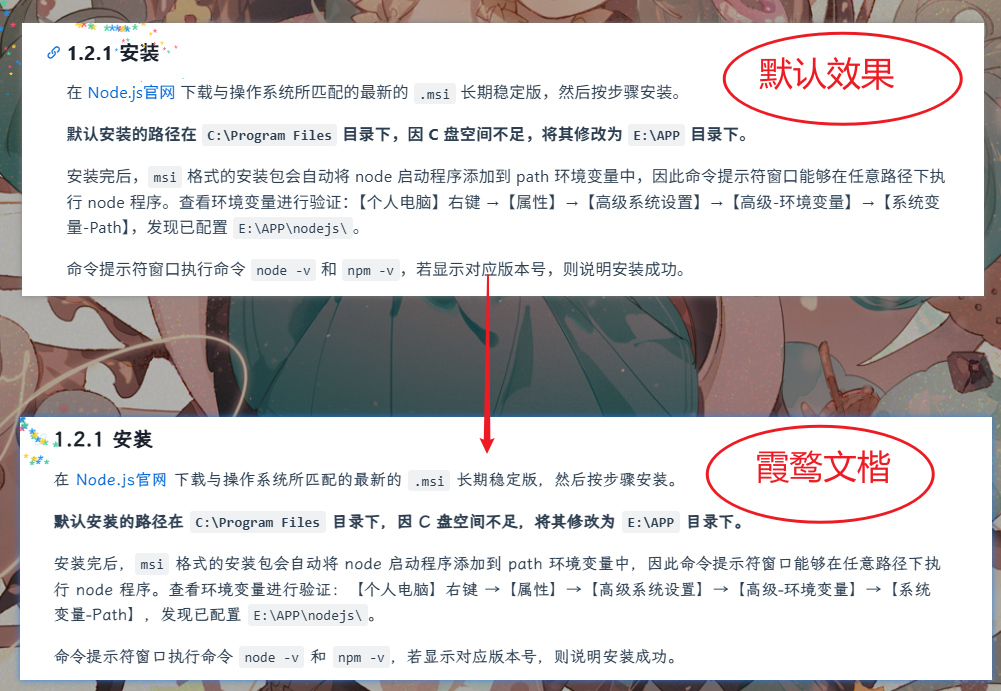 1.2.1 安装
默认效果
在 Node.js官网 下载与操作系统所匹配的最新的 .msi 长期稳定版，然后按步骤安装。
默认安装的路径在 C:\Program Files 目录下，因 C 盘空间不足，将其修改为 E:\APP 目录下。
安装完后，msi 格式的安装包会自动将 node 启动程序添加到 path 环境变量中，因此命令提示符窗口能够在任意路径下执
行 node 程序。查看环境变量进行验证：【个人电脑】右键 →【属性】→【高级系统设置】→【高级-环境变量】→【系统变
量-Path】，发现已配置 E:\APP\nodejs\ 。
命令提示符窗口执行命令 node -v 和 npm -v ，若显示对应版本号，则说明安装成功。
1.2.1 安装
霞鹜文楷
在 Node.js官网 下载与操作系统所匹配的最新的 .msi 长期稳定版，然后按步骤安装。
默认安装的路径在 C:\Program Files 目录下，因 C 盘空间不足，将其修改为 E:\APP 目录下。
安装完后，msi 格式的安装包会自动将 node 启动程序添加到 path 环境变量中，因此命令提示符窗口能够在任意路径下执
行 node 程序。查看环境变量进行验证：【个人电脑】右键 →【属性】→【高级系统设置】→【高级-环境变量】→【系统
变量-Path】，发现已配置 E:\APP\nodejs\ 。
命令提示符窗口执行命令 node -v 和 npm -v ，若显示对应版本号，则说明安装成功。